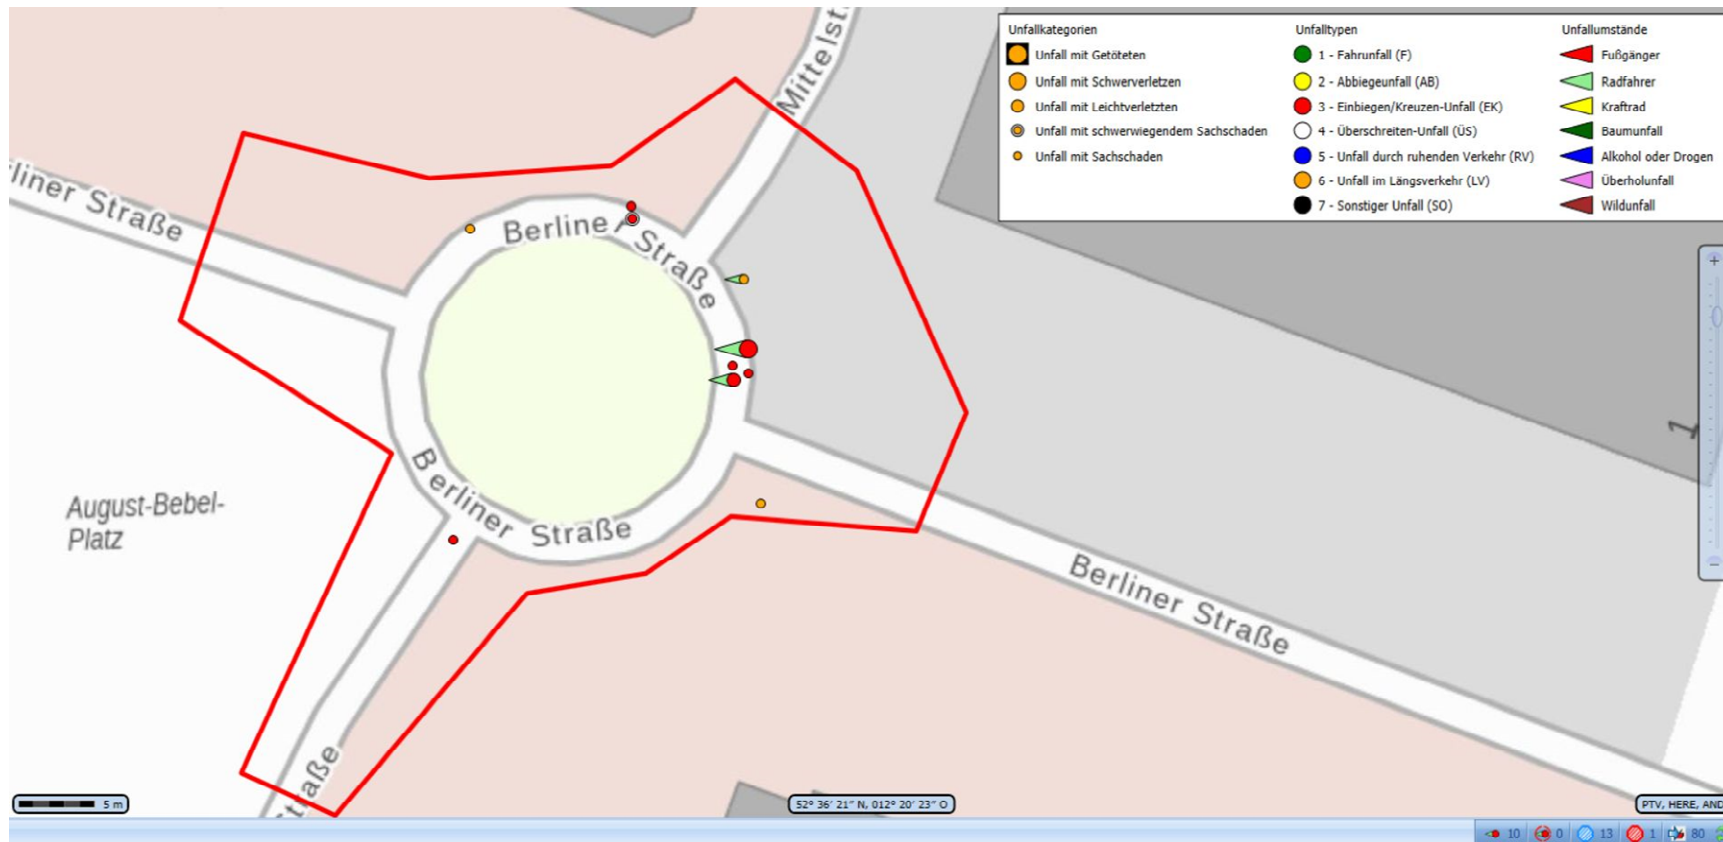 Unfallkategorien
Unfall mit Getöteten
Unfall mit Schwerverletzen
Unfall mit Leichtverletzten
Unfall mit schwerwiegendem Sachschaden
Unfall mit Sachschaden
Unfalltypen
1 - Fahrunfall (F)
2 - Abbiegeunfall (AB)
3 - Einbiegen/Kreuzen-Unfall (EK)
4 - Überschreiten-Unfall (ÜS)
5 - Unfall durch ruhenden Verkehr (RV)
6 - Unfall im Längsverkehr (LV)
7 - Sonstiger Unfall (SO)
Unfallumstände
Fußgänger
Radfahrer
Kraftrad
Baumunfall
Alkohol oder Drogen
Überholunfall
Wildunfall
Mittelst
rliner Straße
Berliner Straße
+
1
August-Bebel-
Platz
Berliner Straße
Berliner Straße
straße
–
5 m
52° 36' 21" N, 012° 20' 23" O
PTV, HERE, AND
10 0 13 1 80